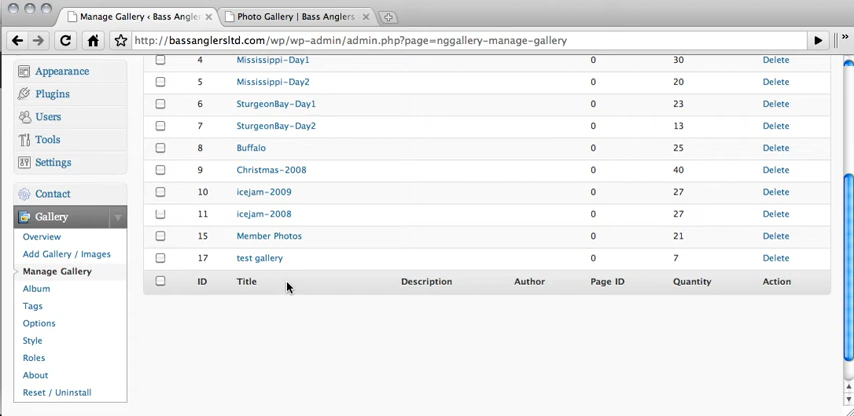 Manage Gallery ‹ Bass Angle
Photo Gallery | Bass Anglers
http://bassanglersltd.com/wp/wp-admin/admin.php?page=nggallery-manage-gallery
Appearance
Plugins
Users
Tools
Settings
Contact
Gallery
Overview
Add Gallery / Images
Manage Gallery
Album
Tags
Options
Style
Roles
About
Reset / Uninstall
4 Mississippi-Day1 0 30 Delete
5 Mississippi-Day2 0 20 Delete
6 SturgeonBay-Day1 0 23 Delete
7 SturgeonBay-Day2 0 13 Delete
8 Buffalo 0 25 Delete
9 Christmas-2008 0 40 Delete
10 icejam-2009 0 27 Delete
11 icejam-2008 0 27 Delete
15 Member Photos 0 21 Delete
17 test gallery 0 7 Delete
ID Title Description Author Page ID Quantity Action